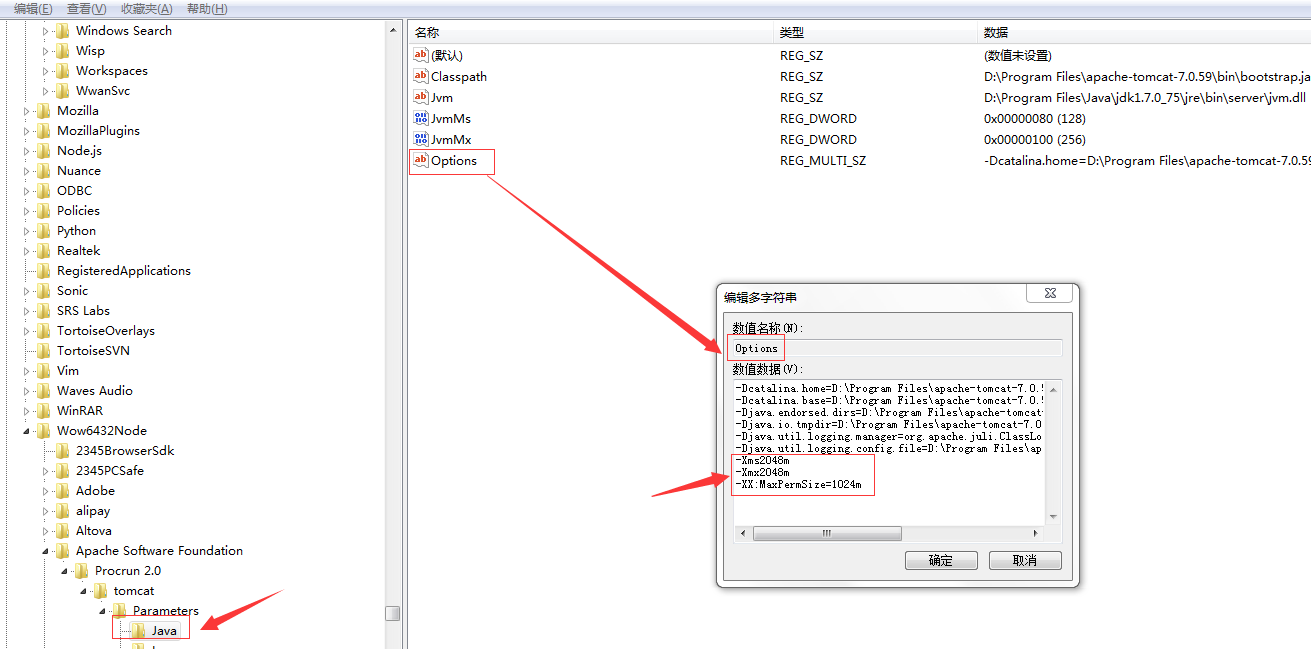 编辑(E) 查看(V) 收藏夹(A) 帮助(H)
Windows Search
Wisp
Workspaces
WwanSvc
Mozilla
MozillaPlugins
Node.js
Nuance
ODBC
Policies
Python
Realtek
RegisteredApplications
Sonic
SRS Labs
TortoiseOverlays
TortoiseSVN
Vim
Waves Audio
WinRAR
Wow6432Node
2345BrowserSdk
2345PCSafe
Adobe
alipay
Altova
Apache Software Foundation
Procrun 2.0
tomcat
Parameters
Java
名称 类型 数据
(默认) REG_SZ (数值未设置)
Classpath REG_SZ D:\Program Files\apache-tomcat-7.0.59\bin\bootstrap.ja
Jvm REG_SZ D:\Program Files\Java\jdk1.7.0_75\jre\bin\server\jvm.dll
JvmMs REG_DWORD 0x00000080 (128)
JvmMx REG_DWORD 0x00000100 (256)
Options REG_MULTI_SZ -Dcatalina.home=D:\Program Files\apache-tomcat-7.0.59
编辑多字符串
数值名称(N):
Options
数值数据(V):
-Dcatalina.home=D:\Program Files\apache-tomcat-7.0.5
-Dcatalina.base=D:\Program Files\apache-tomcat-7.0.5
-Djava.endorsed.dirs=D:\Program Files\apache-tomcat
-Djava.io.tmpdir=D:\Program Files\apache-tomcat-7.0
-Djava.util.logging.manager=org.apache.juli.ClassLo
-Djava.util.logging.config.file=D:\Program Files\ap
-Xms2048m
-Xmx2048m
-XX:MaxPermSize=1024m
确定 取消